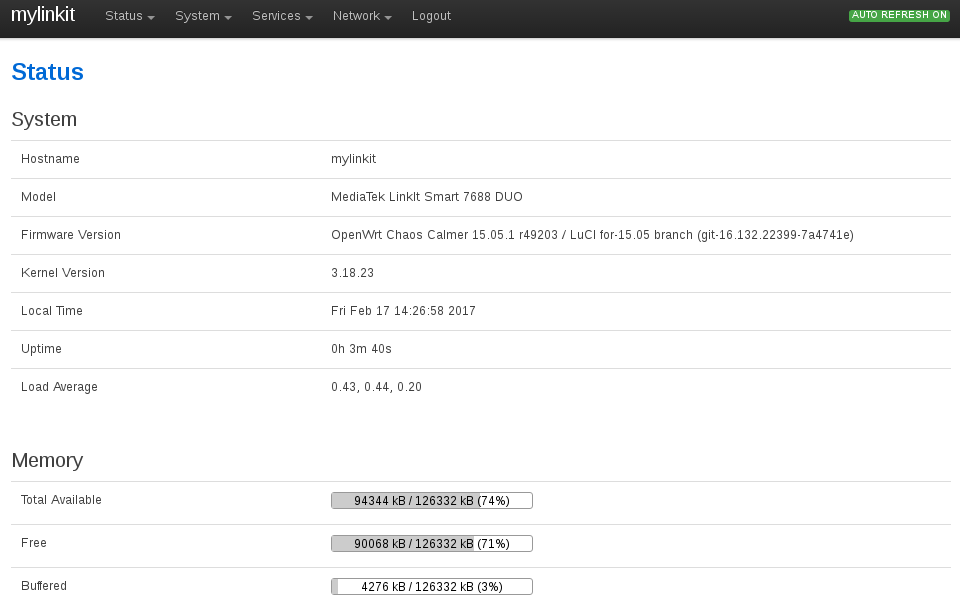 mylinkit Status System Services Network Logout AUTO REFRESH ON
Status
System
Hostname mylinkit
Model MediaTek LinkIt Smart 7688 DUO
Firmware Version OpenWrt Chaos Calmer 15.05.1 r49203 / LuCI for-15.05 branch (git-16.132.22399-7a4741e)
Kernel Version 3.18.23
Local Time Fri Feb 17 14:26:58 2017
Uptime 0h 3m 40s
Load Average 0.43, 0.44, 0.20
Memory
Total Available 94344 kB / 126332 kB (74%)
Free 90068 kB / 126332 kB (71%)
Buffered 4276 kB / 126332 kB (3%)